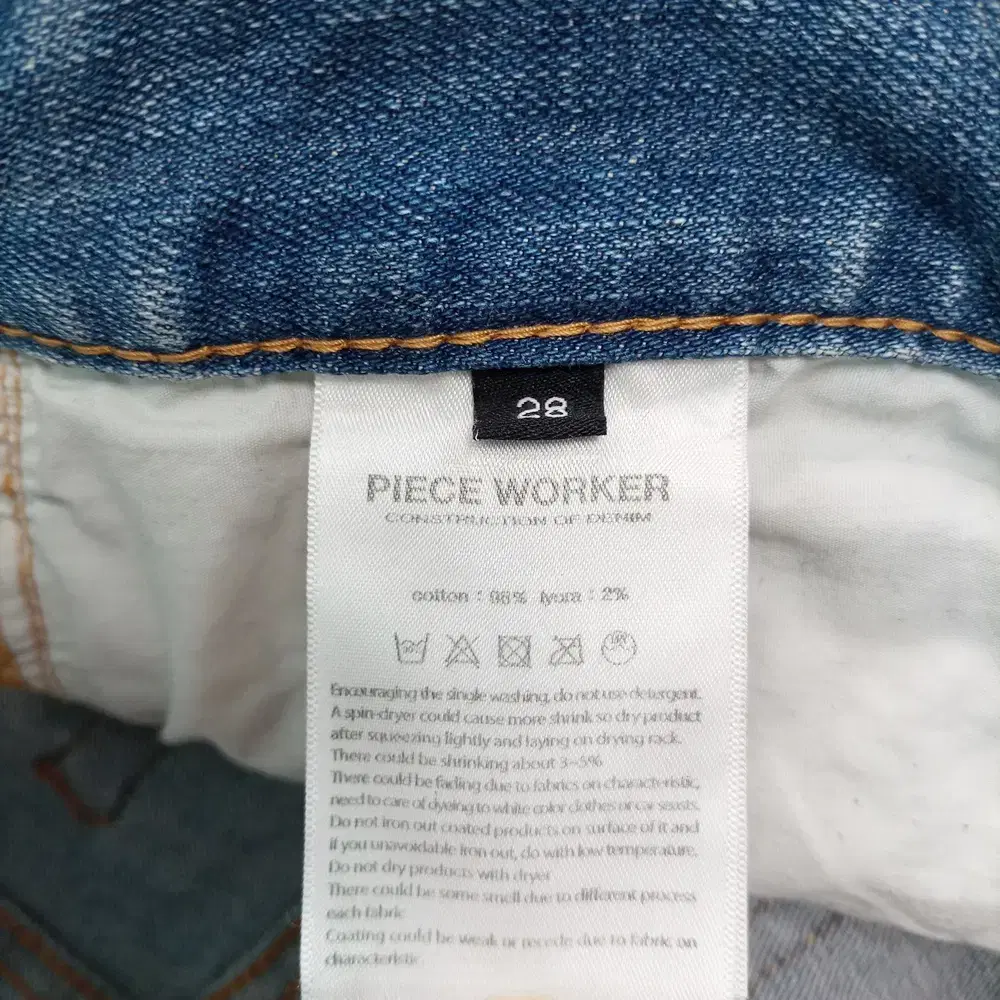 28
PIECE WORKER
CONSTRUCTION OF DENIM
cotton : 98% lycra : 2%
Encouraging the single washing, do not use detergent.
A spin-dryer could cause more shrink so dry product
after squeezing lightly and laying on drying rack.
There could be shrinking about 3~5%
There could be fading due to fabrics on characteristic,
need to care of dyeing to white color clothes or car seats.
Do not iron out coated products on surface of it and
if you unavoidable iron out, do with low temperature.
Do not dry products with dryer
There could be some smell due to different process
each fabric
Coating could be weak or recede due to fabric on
characteristic.